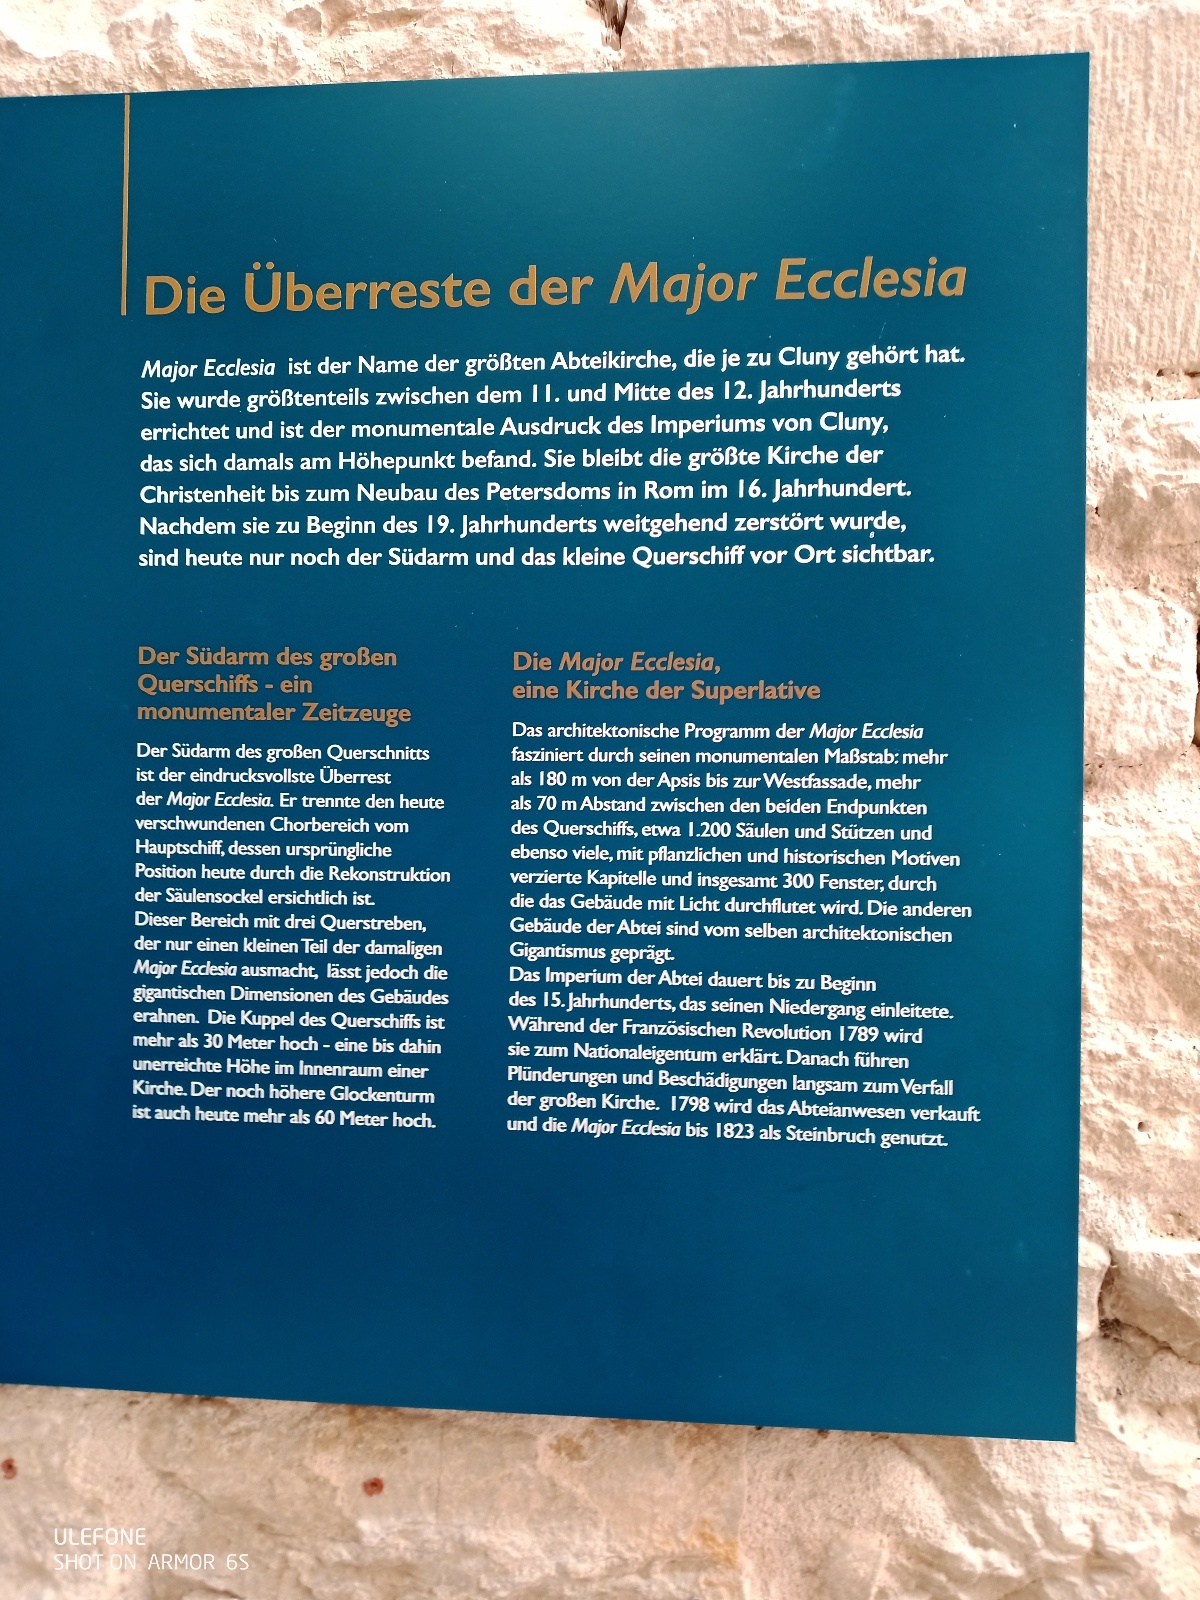 Die Überreste der Major Ecclesia
Major Ecclesia ist der Name der größten Abteikirche, die je zu Cluny gehört hat.
Sie wurde größtenteils zwischen dem 11. und Mitte des 12. Jahrhunderts
errichtet und ist der monumentale Ausdruck des Imperiums von Cluny,
das sich damals am Höhepunkt befand. Sie bleibt die größte Kirche der
Christenheit bis zum Neubau des Petersdoms in Rom im 16. Jahrhundert.
Nachdem sie zu Beginn des 19. Jahrhunderts weitgehend zerstört wurde,
sind heute nur noch der Südarm und das kleine Querschiff vor Ort sichtbar.
Der Südarm des großen
Querschiffs - ein
monumentaler Zeitzeuge
Der Südarm des großen Querschnitts
ist der eindrucksvollste Überrest
der Major Ecclesia. Er trennte den heute
verschwundenen Chorbereich vom
Hauptschiff, dessen ursprüngliche
Position heute durch die Rekonstruktion
der Säulensockel ersichtlich ist.
Dieser Bereich mit drei Querstreben,
der nur einen kleinen Teil der damaligen
Major Ecclesia ausmacht, lässt jedoch die
gigantischen Dimensionen des Gebäudes
erahnen. Die Kuppel des Querschiffs ist
mehr als 30 Meter hoch - eine bis dahin
unerreichte Höhe im Innenraum einer
Kirche. Der noch höhere Glockenturm
ist auch heute mehr als 60 Meter hoch.
Die Major Ecclesia,
eine Kirche der Superlative
Das architektonische Programm der Major Ecclesia
fasziniert durch seinen monumentalen Maßstab: mehr
als 180 m von der Apsis bis zur Westfassade, mehr
als 70 m Abstand zwischen den beiden Endpunkten
des Querschiffs, etwa 1.200 Säulen und Stützen und
ebenso viele, mit pflanzlichen und historischen Motiven
verzierte Kapitelle und insgesamt 300 Fenster, durch
die das Gebäude mit Licht durchflutet wird. Die anderen
Gebäude der Abtei sind vom selben architektonischen
Gigantismus geprägt.
Das Imperium der Abtei dauert bis zu Beginn
des 15. Jahrhunderts, das seinen Niedergang einleitete.
Während der Französischen Revolution 1789 wird
sie zum Nationaleigentum erklärt. Danach führen
Plünderungen und Beschädigungen langsam zum Verfall
der großen Kirche. 1798 wird das Abteianwesen verkauft
und die Major Ecclesia bis 1823 als Steinbruch genutzt.
ULEFONE
SHOT ON ARMOR 6S